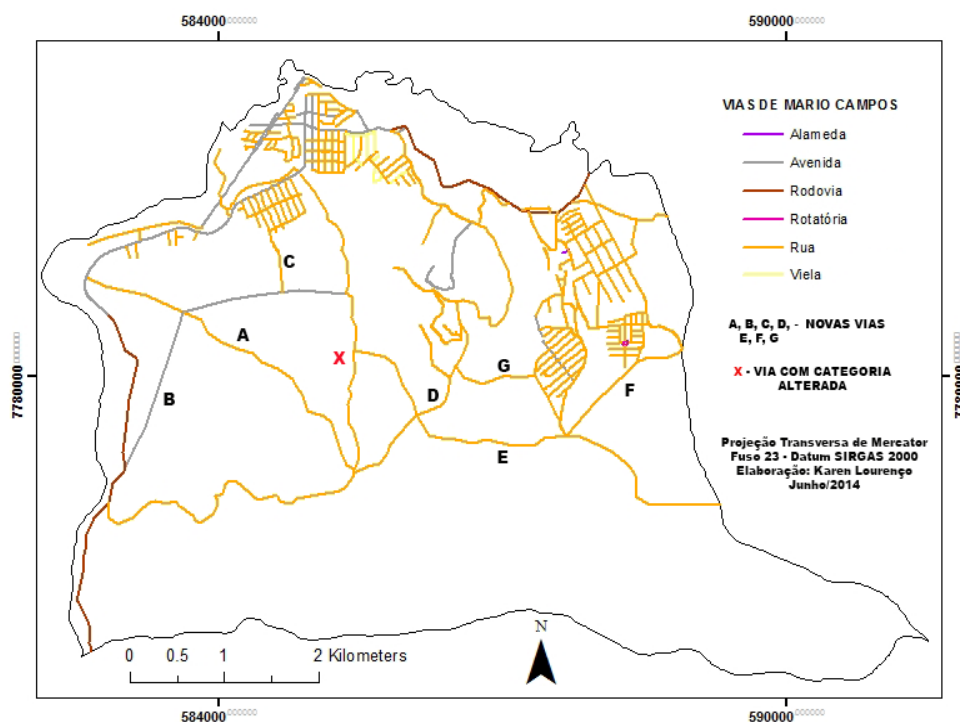 584000 590000
VIAS DE MARIO CAMPOS
Alameda
Avenida
Rodovia
Rotatória
Rua
Viela
A, B, C, D, - NOVAS VIAS
E, F, G
X - VIA COM CATEGORIA
ALTERADA
Projeção Transversa de Mercator
Fuso 23 - Datum SIRGAS 2000
Elaboração: Karen Lourenço
Junho/2014
C
A
X
B
D
G
F
E
7780000
7780000
N
0 0.5 1 2 Kilometers
584000 590000